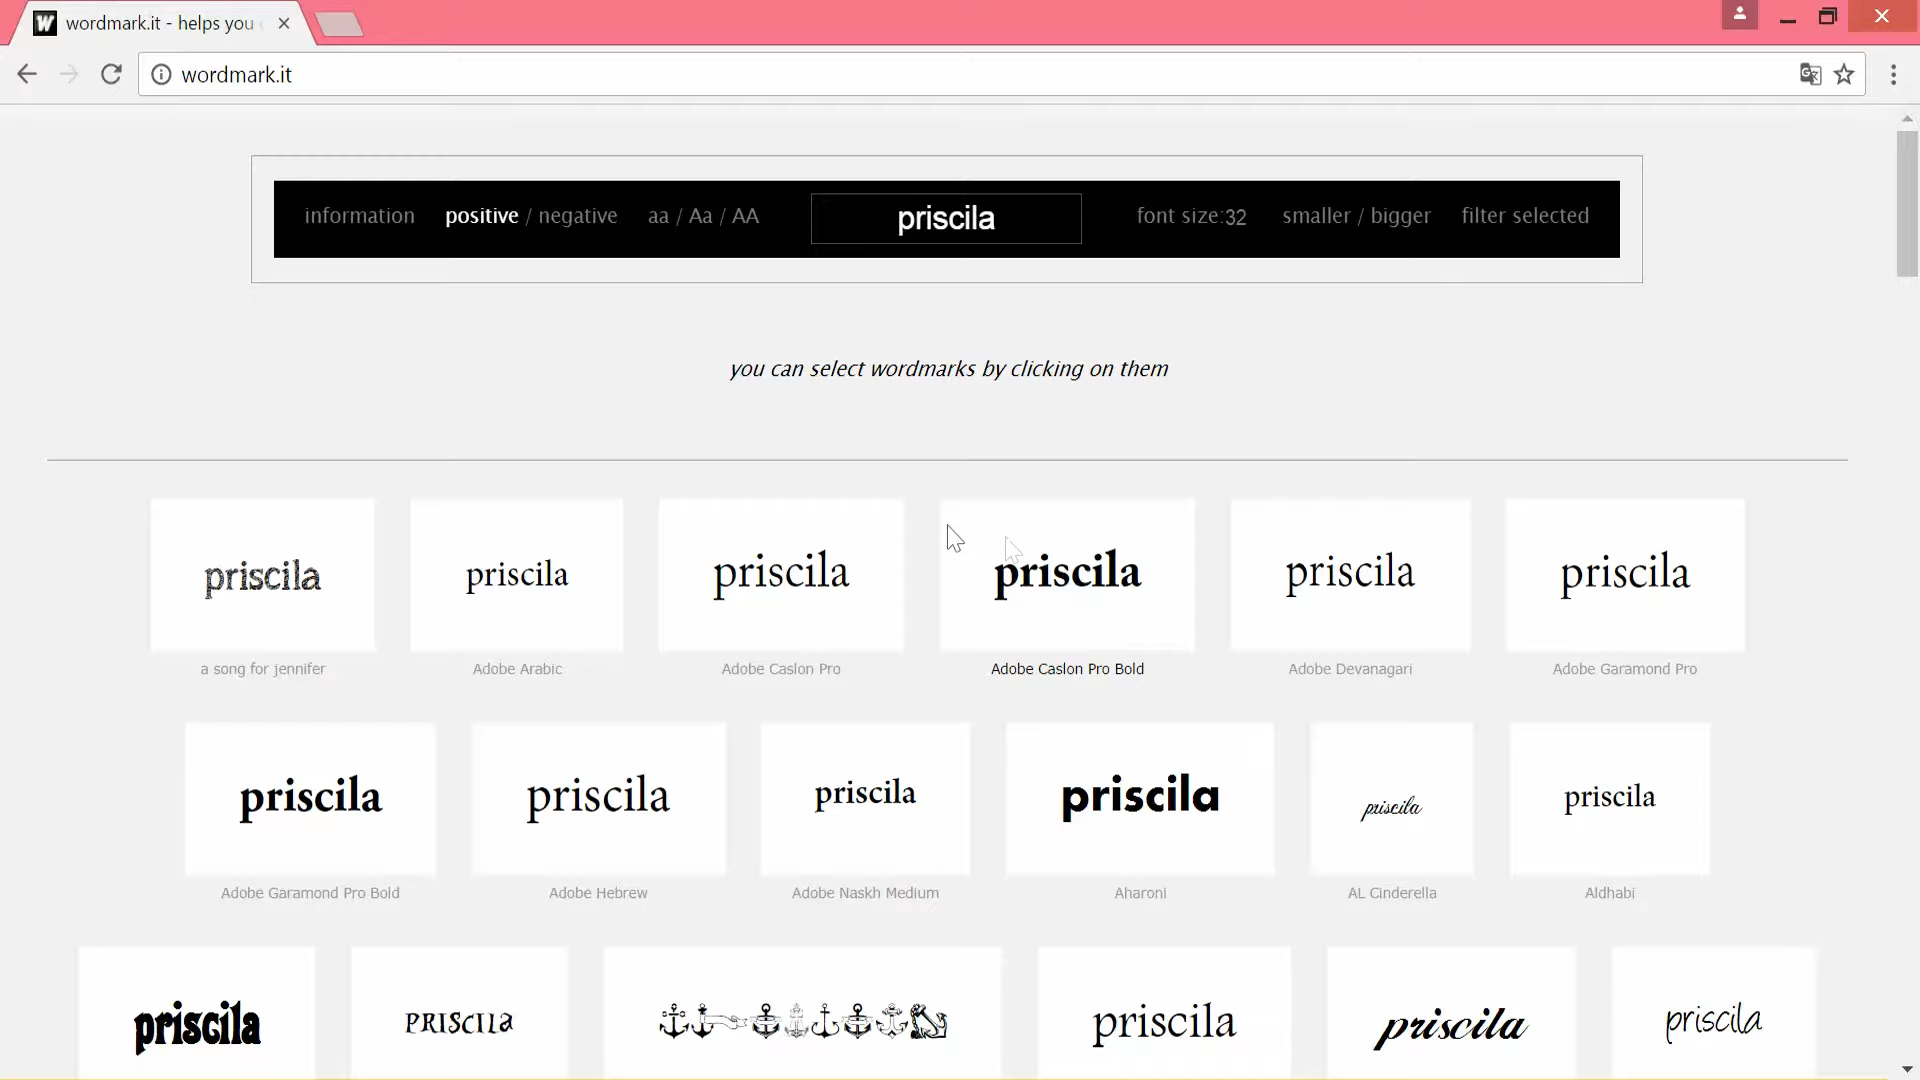 wordmark.it - helps you
wordmark.it
information positive / negative aa / Aa / AA priscila font size:32 smaller / bigger filter selected
you can select wordmarks by clicking on them
priscila priscila priscila priscila priscila priscila
a song for jennifer Adobe Arabic Adobe Caslon Pro Adobe Caslon Pro Bold Adobe Devanagari Adobe Garamond Pro
priscila priscila priscila priscila priscila priscila
Adobe Garamond Pro Bold Adobe Hebrew Adobe Naskh Medium Aharoni AL Cinderella Aldhabi
priscila PRISCILA priscila priscila priscila